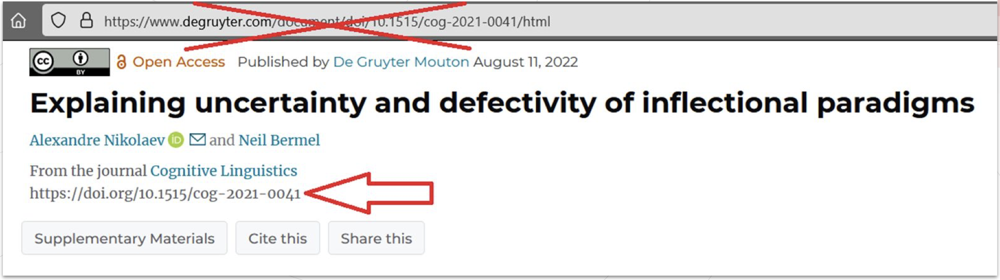 https://www.degruyter.com/document/doi/10.1515/cog-2021-0041/html
cc BY Open Access Published by De Gruyter Mouton August 11, 2022
Explaining uncertainty and defectivity of inflectional paradigms
Alexandre Nikolaev iD and Neil Bermel
From the journal Cognitive Linguistics
https://doi.org/10.1515/cog-2021-0041
Supplementary Materials Cite this Share this